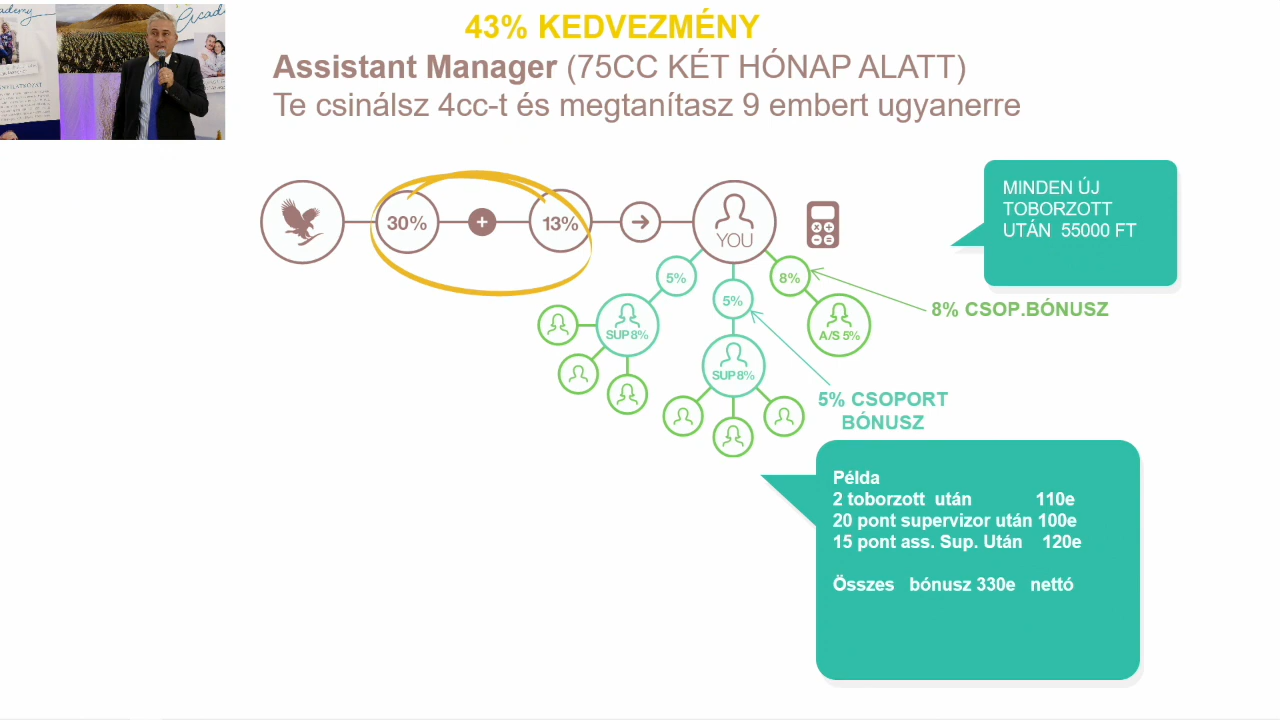 43% KEDVEZMÉNY
Assistant Manager (75CC KÉT HÓNAP ALATT)
Te csinálsz 4cc-t és megtanítasz 9 embert ugyanerre
30%
+
13%
YOU
MINDEN ÚJ
TOBORZOTT
UTÁN 55000 FT
5%
5%
8%
8% CSOP.BÓNUSZ
SUP 8%
A/S 5%
SUP 8%
5% CSOPORT
BÓNUSZ
Példa
2 toborzott után 110e
20 pont supervizor után 100e
15 pont ass. Sup. Után 120e
Összes bónusz 330e nettó